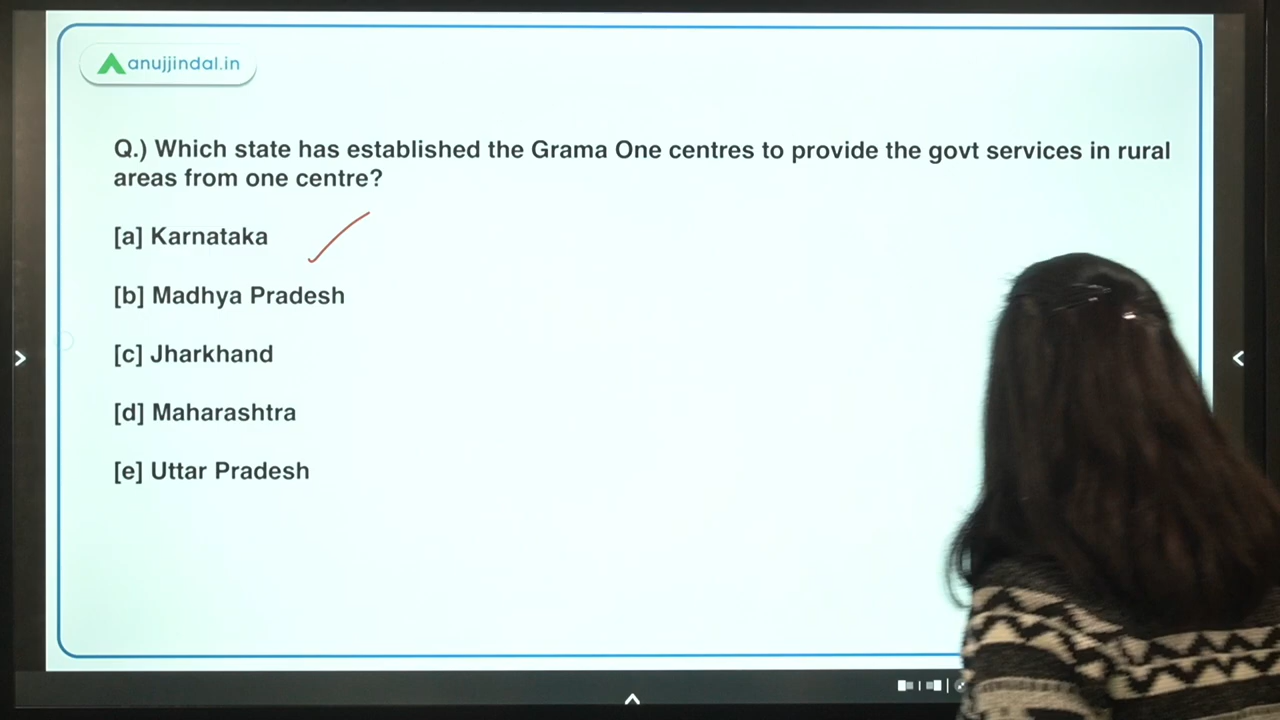 anujjindal.in
Q.) Which state has established the Grama One centres to provide the govt services in rural
areas from one centre?
[a] Karnataka
[b] Madhya Pradesh
[c] Jharkhand
[d] Maharashtra
[e] Uttar Pradesh